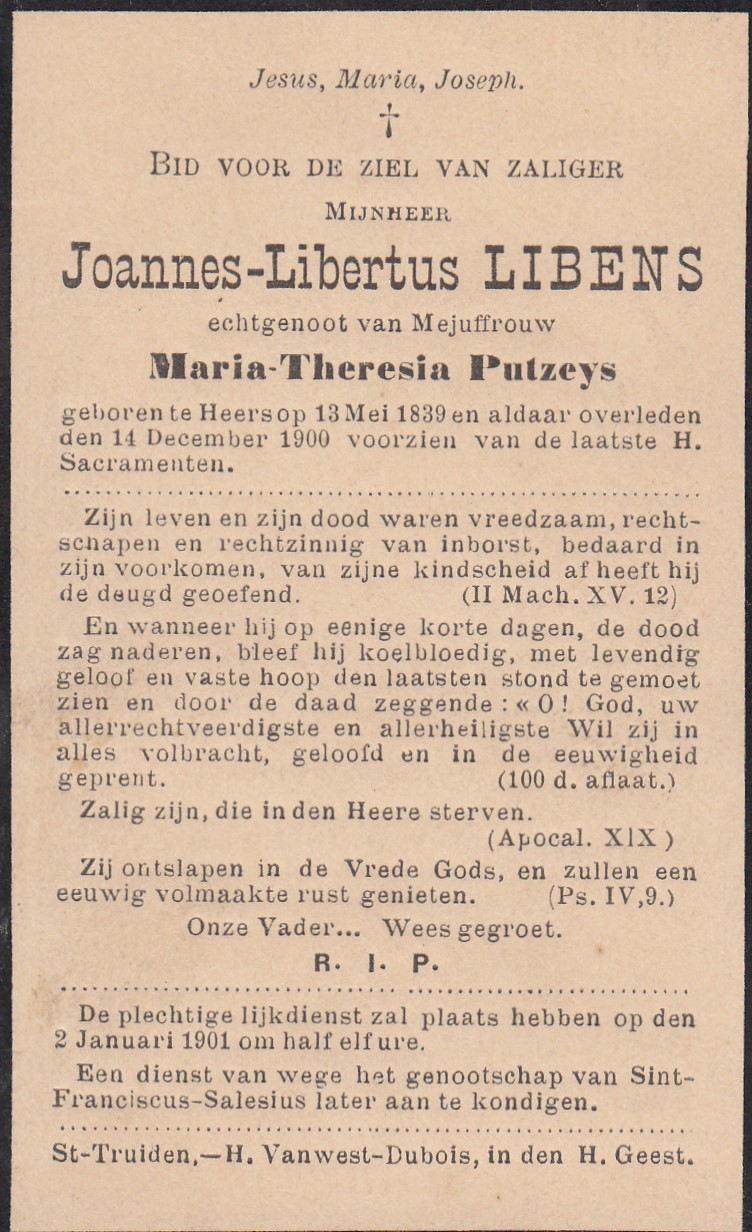 Jesus, Maria, Joseph.
†
BID VOOR DE ZIEL VAN ZALIGER
MIJNHEER
Joannes-Libertus LIBENS
echtgenoot van Mejuffrouw
Maria-Theresia Putzeys
geboren te Heers op 13 Mei 1839 en aldaar overleden
den 14 December 1900 voorzien van de laatste H.
Sacramenten.
Zijn leven en zijn dood waren vreedzaam, recht-
schapen en rechtzinnig van inborst, bedaard in
zijn voorkomen, van zijne kindscheid af heeft hij
de deugd geoefend. (II Mach. XV. 12)
En wanneer hij op eenige korte dagen, de dood
zag naderen, bleef hij koelbloedig, met levendig
geloof en vaste hoop den laatsten stond te gemoet
zien en door de daad zeggende : « O ! God, uw
allerrechtveerdigste en allerheiligste Wil zij in
alles volbracht, geloofd en in de eeuwigheid
geprent. (100 d. aflaat.)
Zalig zijn, die in den Heere sterven.
(Apocal. XIX)
Zij ontslapen in de Vrede Gods, en zullen een
eeuwig volmaakte rust genieten. (Ps. IV,9.)
Onze Vader... Wees gegroet.
R. I. P.
De plechtige lijkdienst zal plaats hebben op den
2 Januari 1901 om half elf ure.
Een dienst van wege het genootschap van Sint-
Franciscus-Salesius later aan te kondigen.
St-Truiden,—H. Vanwest-Dubois, in den H. Geest.